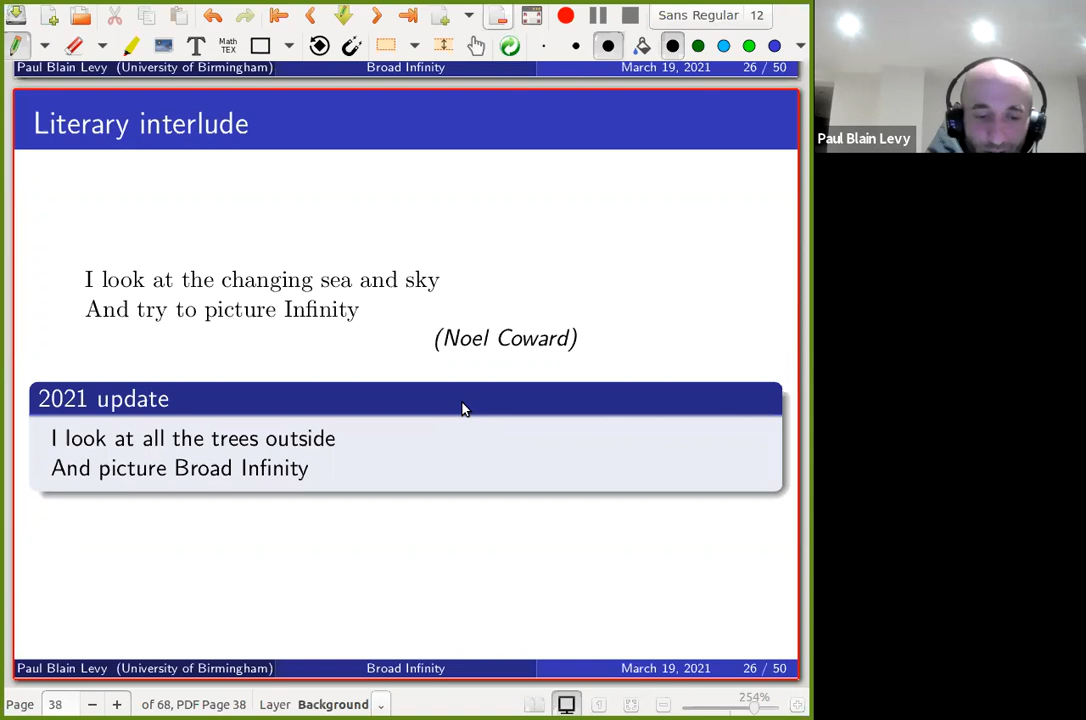 Sans Regular 12
T
Math
TEX
Paul Blain Levy (University of Birmingham) Broad Infinity March 19, 2021 26 / 50
Paul Blain Levy
Literary interlude
I look at the changing sea and sky
And try to picture Infinity
(Noel Coward)
2021 update
I look at all the trees outside
And picture Broad Infinity
Paul Blain Levy (University of Birmingham) Broad Infinity March 19, 2021 26 / 50
Page 38 of 68, PDF Page 38 Layer Background 254%